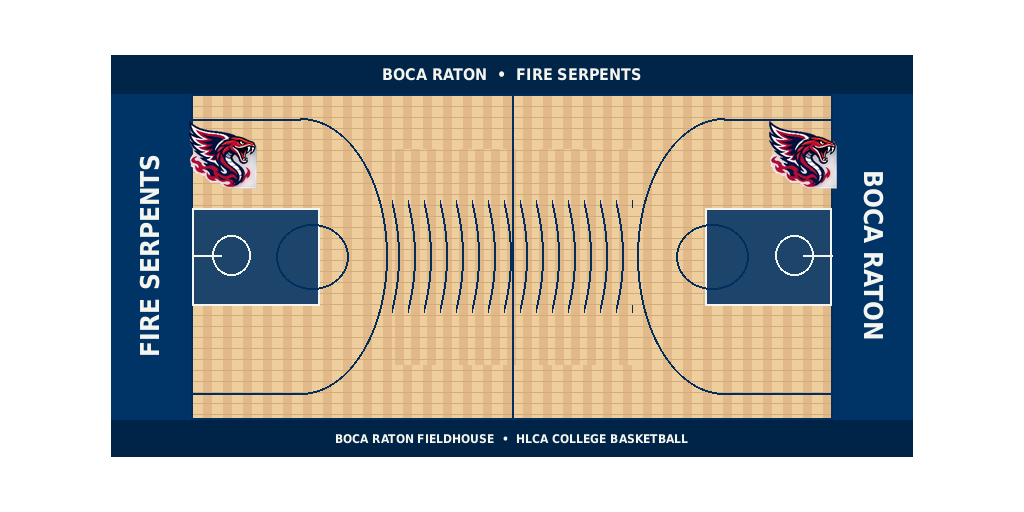 BOCA RATON • FIRE SERPENTS
FIRE SERPENTS
BOCA RATON
BOCA RATON FIELDHOUSE • HLCA COLLEGE BASKETBALL